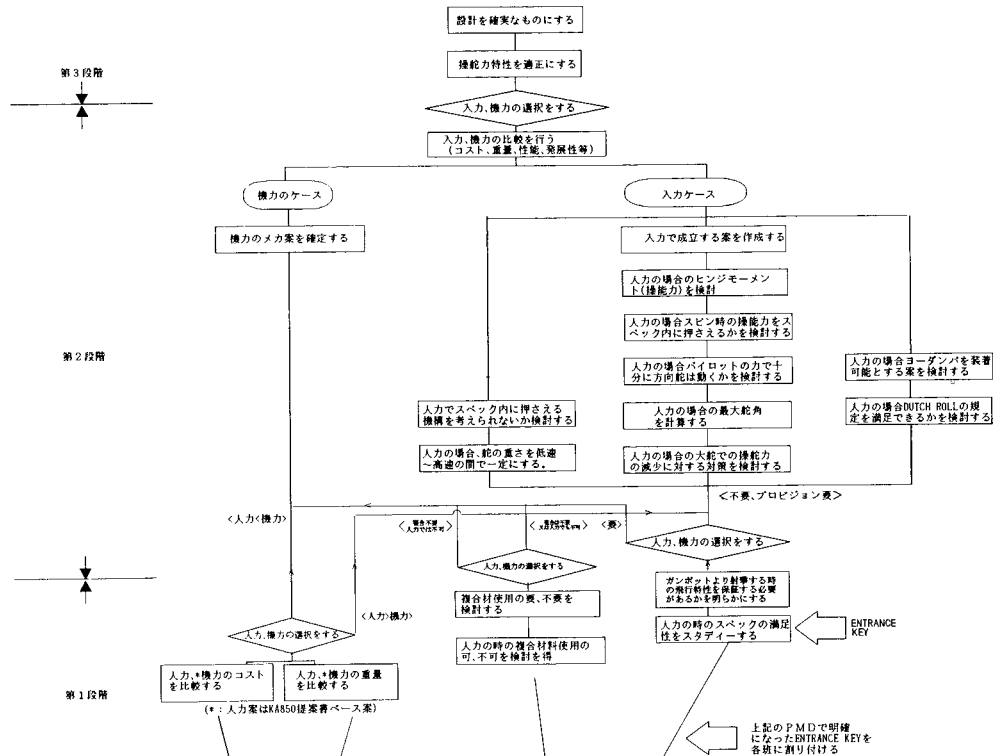 設計を確実なものにする
操舵力特性を適正にする
第3段階
入力、機力の選択をする
入力、機力の比較を行う
(コスト、重量、性能、発展性等)
機力のケース
入力ケース
機力のメカ案を確定する
入力で成立する案を作成する
人力の場合のヒンジモーメン
ト(操能力)を検討
人力の場合スピン時の操能力をス
ペック内に押さえるかを検討する
第2段階
人力の場合パイロットの力で十
分に方向舵は動くかを検討する
人力の場合ヨーダンパを装着
可能とする案を検討する
人力でスペック内に押さえる
機構を考えられないか検討する
人力の場合の最大舵角
を計算する
人力の場合DUTCH ROLLの規
定を満足できるかを検討する
人力の場合、舵の重さを低速
~高速の間で一定にする。
人力の場合の大舵での操舵力
の減少に対する対策を検討する
<不要、プロビジョン要>
<人力<機力>
人力では不可
<要>
入力、機力の選択をする
人力、機力の選択をする
ガンポットより射撃する時
の飛行特性を保証する必要
があるかを明らかにする
複合材使用の要、不要を
検討する
<人力>機力>
人力、機力の選択をする
人力の時のスペックの満足
性をスタディーする
ENTRANCE
KEY
人力の時の複合材料使用の
可、不可を検討を得
人力、*機力のコスト
を比較する
人力、*機力の重量
を比較する
第1段階
(*:人力案はKA850提案書ベース案)
上記のPMDで明確
になったENTRANCE KEYを
各班に割り付ける